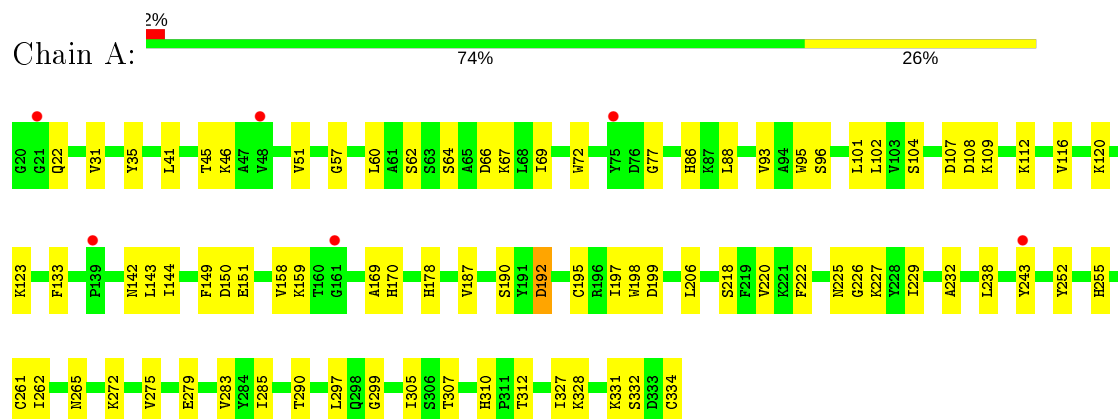 2%
Chain A:
74% 26%
G20 G21 Q22 V31 Y35 L41 T45 K46 A47 V48 V51 G57 L60 A61 S62 S63 S64 A65 D66 K67 L68 I69 W72 Y75 D76 G77 H86 K87 L88 V93 A94 W95 S96 L101 L102 V103 S104 D107 D108 K109 K112 V116 K120
K123 F133 P139 N142 L143 I144 F149 D150 E151 V158 K159 T160 G161 A169 H170 H178 V187 S190 Y191 D192 C195 R196 I197 W198 D199 L206 S218 F219 V220 K221 F222 N225 G226 K227 Y228 I229 A232 L238 Y243 Y252 H255
C261 I262 N265 K272 V275 E279 V283 Y284 I285 T290 L297 Q298 G299 I305 S306 T307 H310 P311 T312 I327 K328 K331 S332 D333 C334